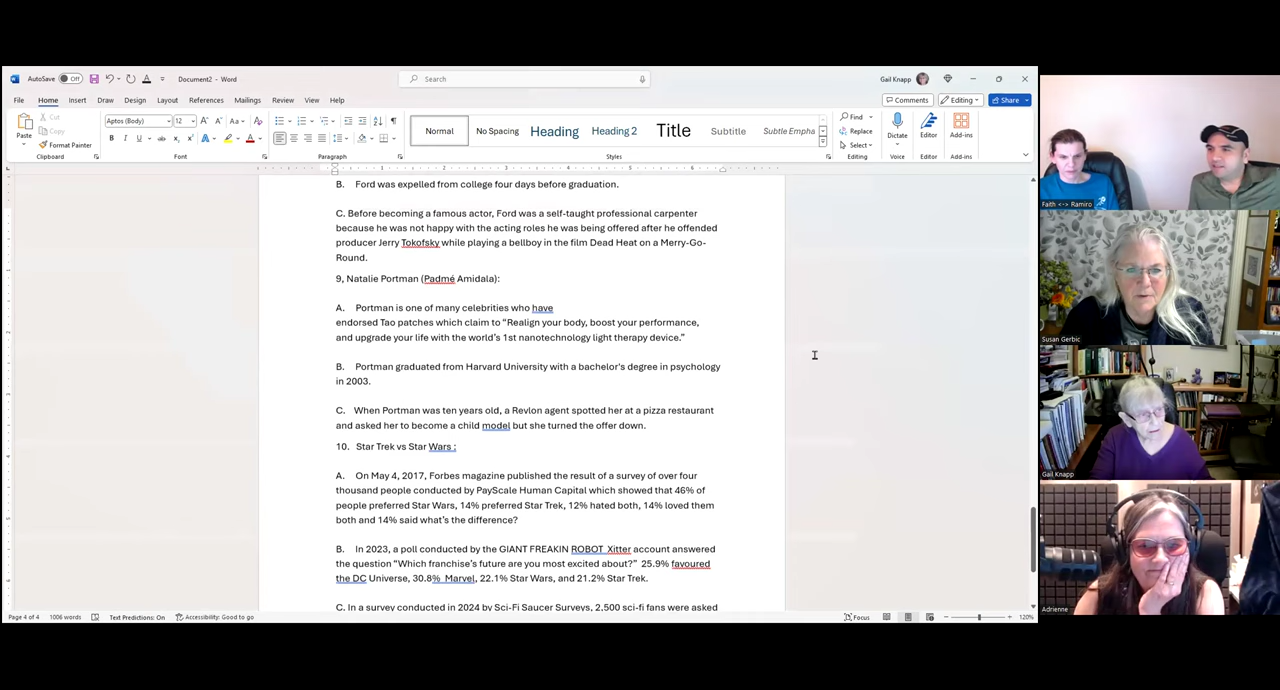 AutoSave Off Document2 - Word Search Gail Knapp
File Home Insert Draw Design Layout References Mailings Review View Help Comments Editing Share
Paste Cut Copy Format Painter Clipboard
Aptos (Body) 12 Font
Paragraph
Normal No Spacing Heading Heading 2 Title Subtitle Subtle Empha Styles
Find Replace Select Editing
Dictate Voice Editor Editor Add-ins Add-ins
B. Ford was expelled from college four days before graduation.
C. Before becoming a famous actor, Ford was a self-taught professional carpenter
because he was not happy with the acting roles he was being offered after he offended
producer Jerry Tokofsky while playing a bellboy in the film Dead Heat on a Merry-Go-
Round.
9, Natalie Portman (Padmé Amidala):
A. Portman is one of many celebrities who have
endorsed Tao patches which claim to “Realign your body, boost your performance,
and upgrade your life with the world’s 1st nanotechnology light therapy device.”
B. Portman graduated from Harvard University with a bachelor's degree in psychology
in 2003.
C. When Portman was ten years old, a Revlon agent spotted her at a pizza restaurant
and asked her to become a child model but she turned the offer down.
10. Star Trek vs Star Wars :
A. On May 4, 2017, Forbes magazine published the result of a survey of over four
thousand people conducted by PayScale Human Capital which showed that 46% of
people preferred Star Wars, 14% preferred Star Trek, 12% hated both, 14% loved them
both and 14% said what’s the difference?
B. In 2023, a poll conducted by the GIANT FREAKIN ROBOT Xitter account answered
the question “Which franchise’s future are you most excited about?” 25.9% favoured
the DC Universe, 30.8% Marvel, 22.1% Star Wars, and 21.2% Star Trek.
C. In a survey conducted in 2024 by Sci-Fi Saucer Surveys, 2,500 sci-fi fans were asked
Page 4 of 4 1006 words Text Predictions: On Accessibility: Good to go Focus 120%
Faith <-> Ramiro
Susan Gerbic
Gail Knapp
Adrienne